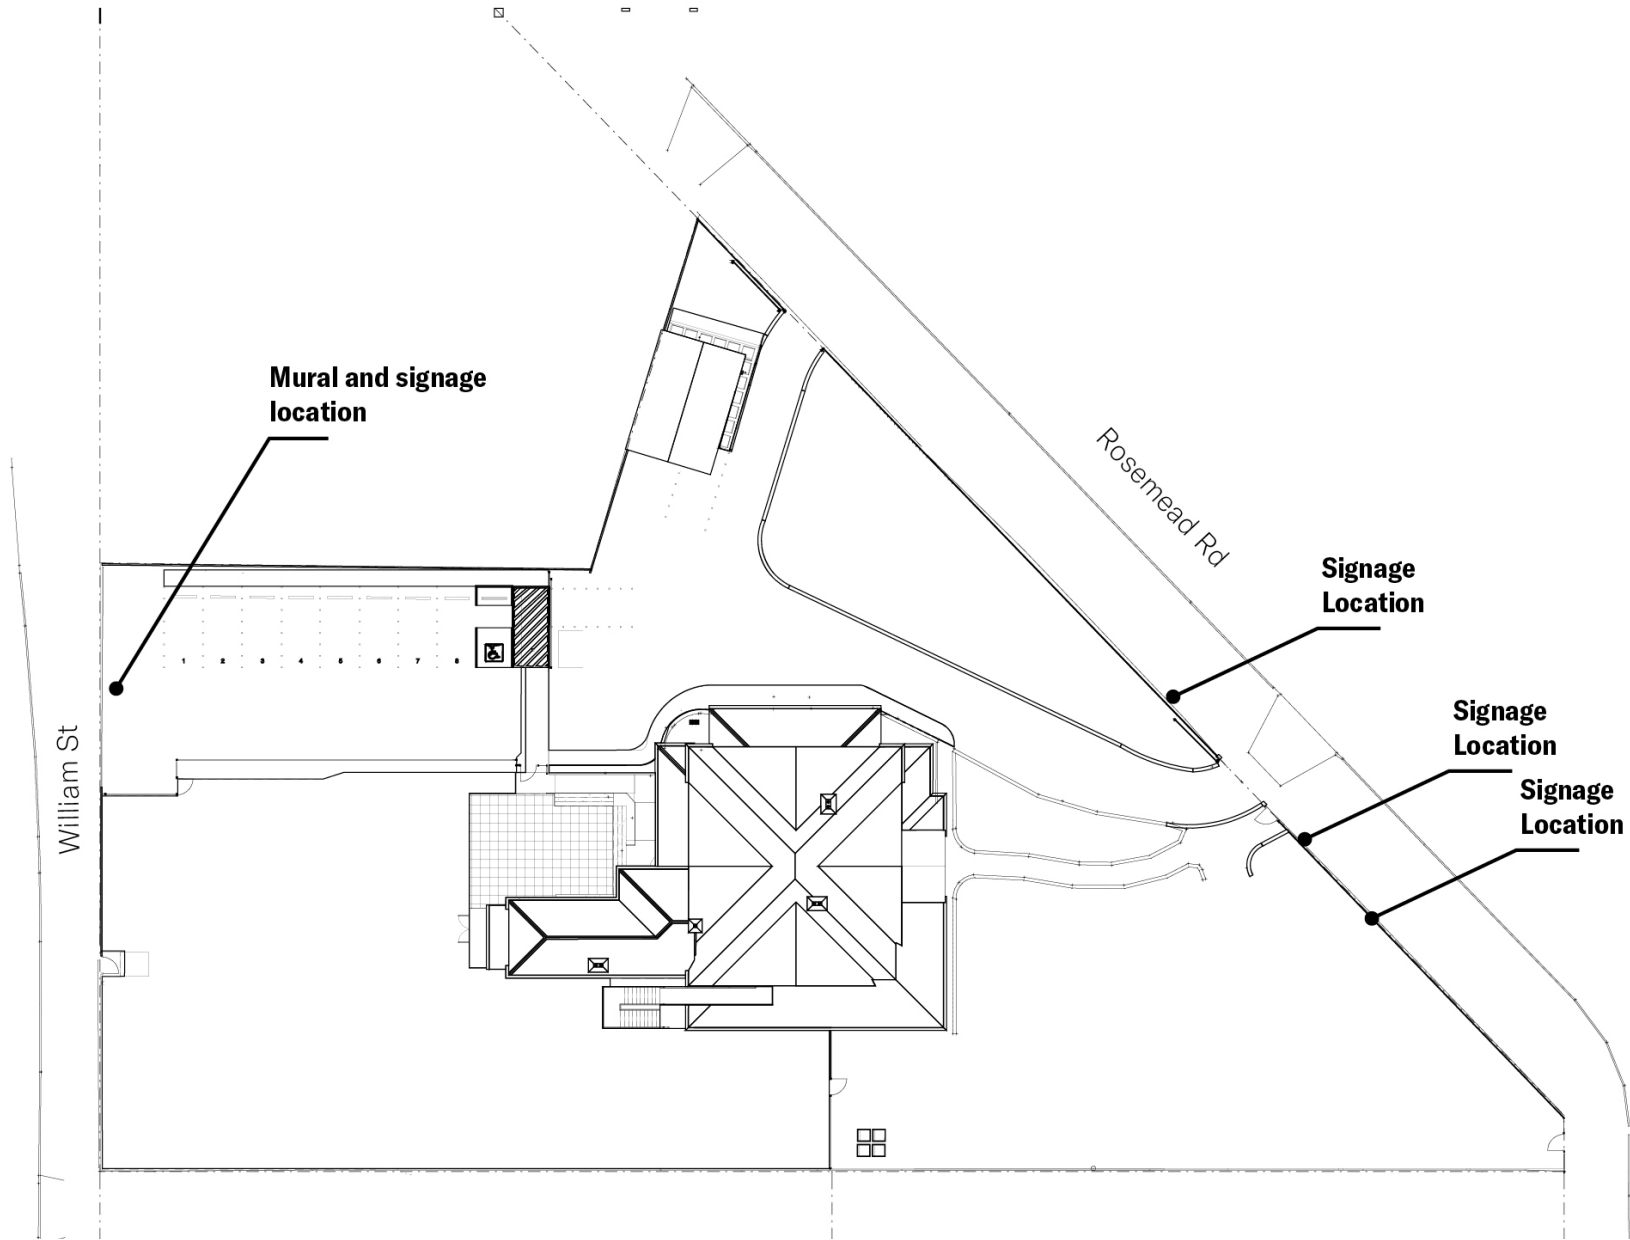 Mural and signage
location
Rosemead Rd
Signage
Location
1 2 3 4 5 6 7 8
Signage
Location
William St
Signage
Location